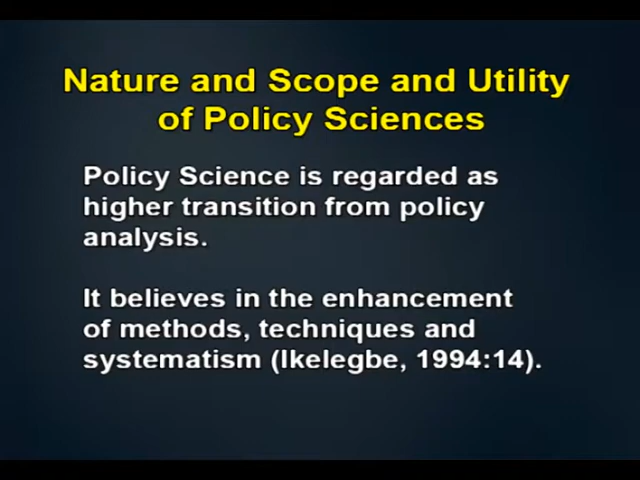 Nature and Scope and Utility
of Policy Sciences
Policy Science is regarded as
higher transition from policy
analysis.
It believes in the enhancement
of methods, techniques and
systematism (Ikelegbe, 1994:14).